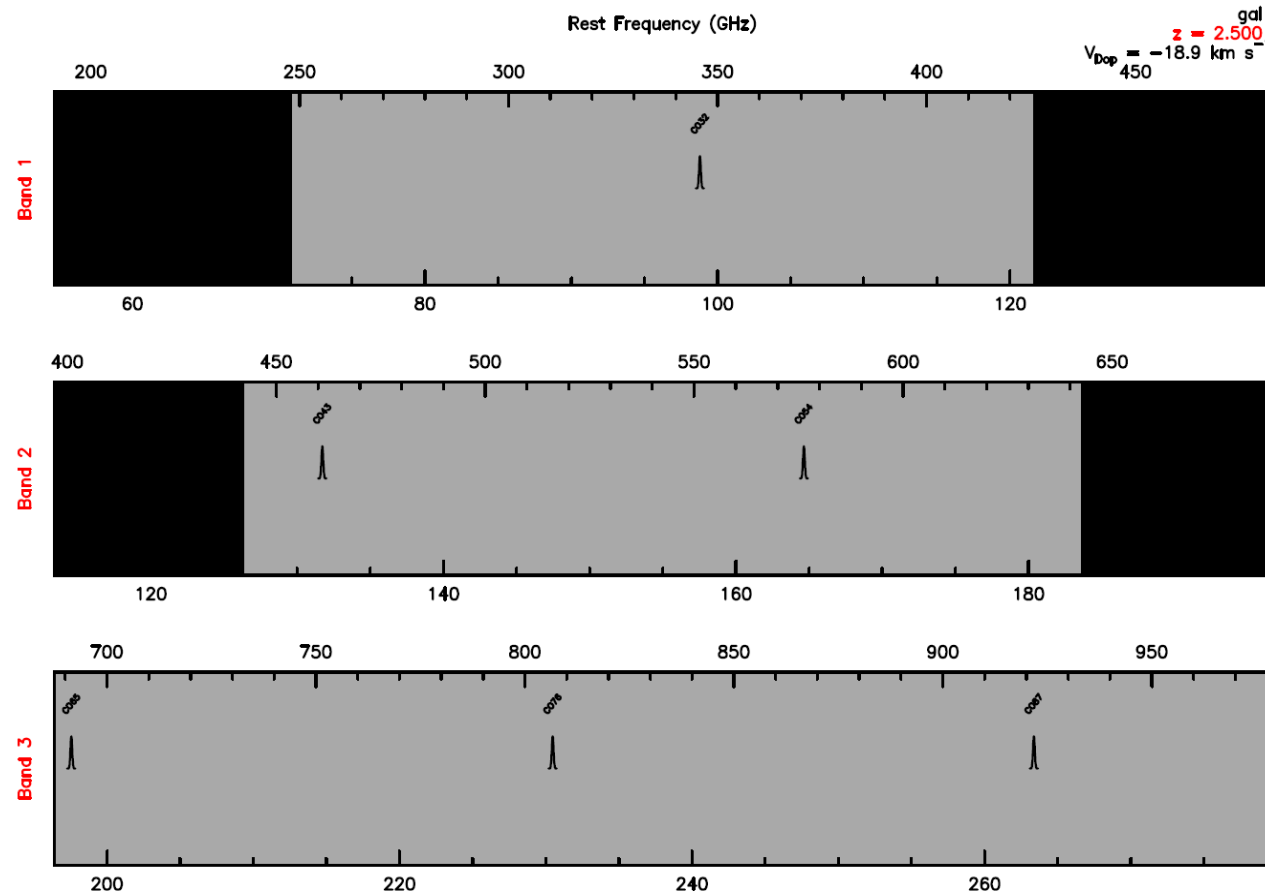 Rest Frequency (GHz)
gal
z = 2.500
VDop = -18.9 km s-
200 250 300 350 400 450
CO32
Band 1
60 80 100 120
400 450 500 550 600 650
CO43 CO54
Band 2
120 140 160 180
700 750 800 850 900 950
CO65 CO76 CO87
Band 3
200 220 240 260